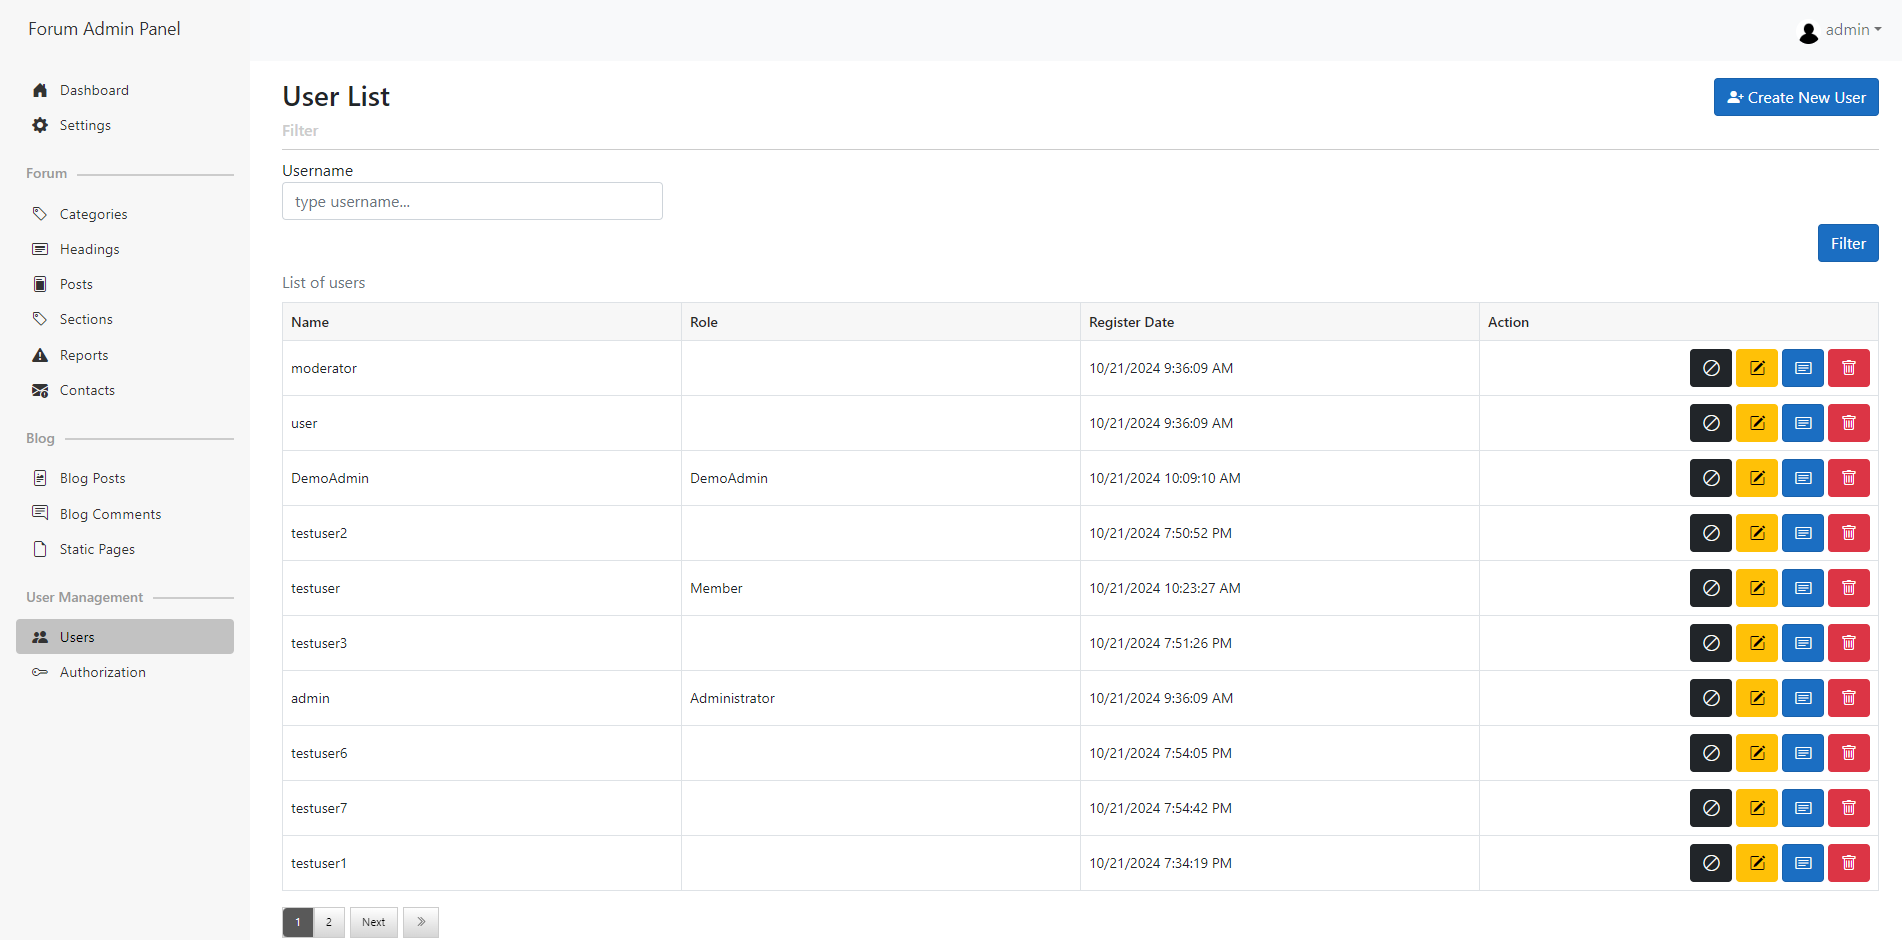 Forum Admin Panel
admin
Dashboard
Settings
Forum
Categories
Headings
Posts
Sections
Reports
Contacts
Blog
Blog Posts
Blog Comments
Static Pages
User Management
Users
Authorization
User List
Create New User
Filter
Username
type username...
Filter
List of users
Name Role Register Date Action
moderator 10/21/2024 9:36:09 AM
user 10/21/2024 9:36:09 AM
DemoAdmin DemoAdmin 10/21/2024 10:09:10 AM
testuser2 10/21/2024 7:50:52 PM
testuser Member 10/21/2024 10:23:27 AM
testuser3 10/21/2024 7:51:26 PM
admin Administrator 10/21/2024 9:36:09 AM
testuser6 10/21/2024 7:54:05 PM
testuser7 10/21/2024 7:54:42 PM
testuser1 10/21/2024 7:34:19 PM
1 2 Next »